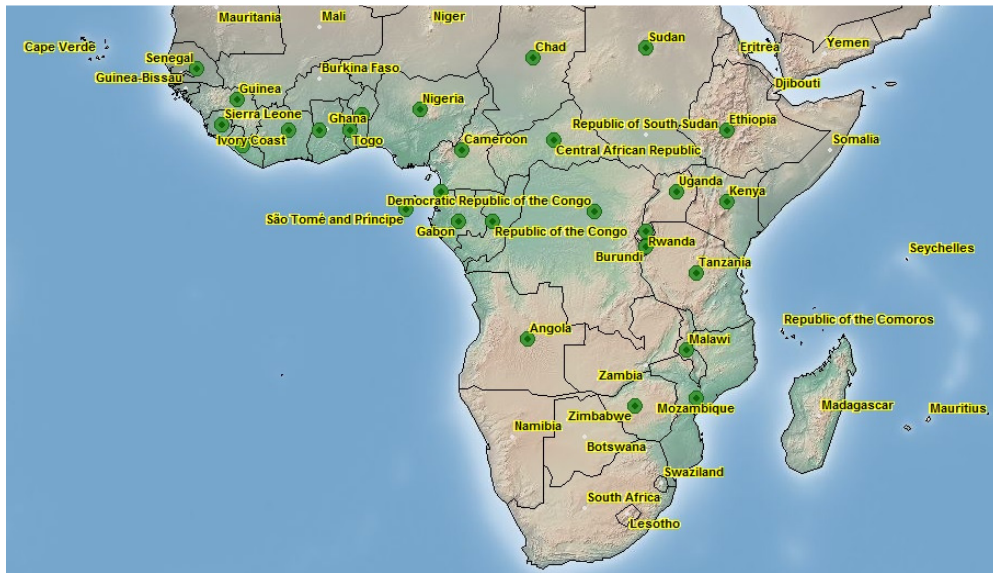 Mauritania
Mali
Niger
Cape Verde
Senegal
Chad
Sudan
Eritrea
Yemen
Guinea-Bissau
Burkina Faso
Djibouti
Guinea
Nigeria
Sierra Leone
Ghana
Republic of South Sudan
Ethiopia
Ivory Coast
Togo
Cameroon
Central African Republic
Somalia
Uganda
Democratic Republic of the Congo
Kenya
São Tomé and Príncipe
Gabon
Republic of the Congo
Rwanda
Burundi
Seychelles
Tanzania
Republic of the Comoros
Angola
Malawi
Zambia
Zimbabwe
Mozambique
Madagascar
Mauritius
Namibia
Botswana
Swaziland
South Africa
Lesotho